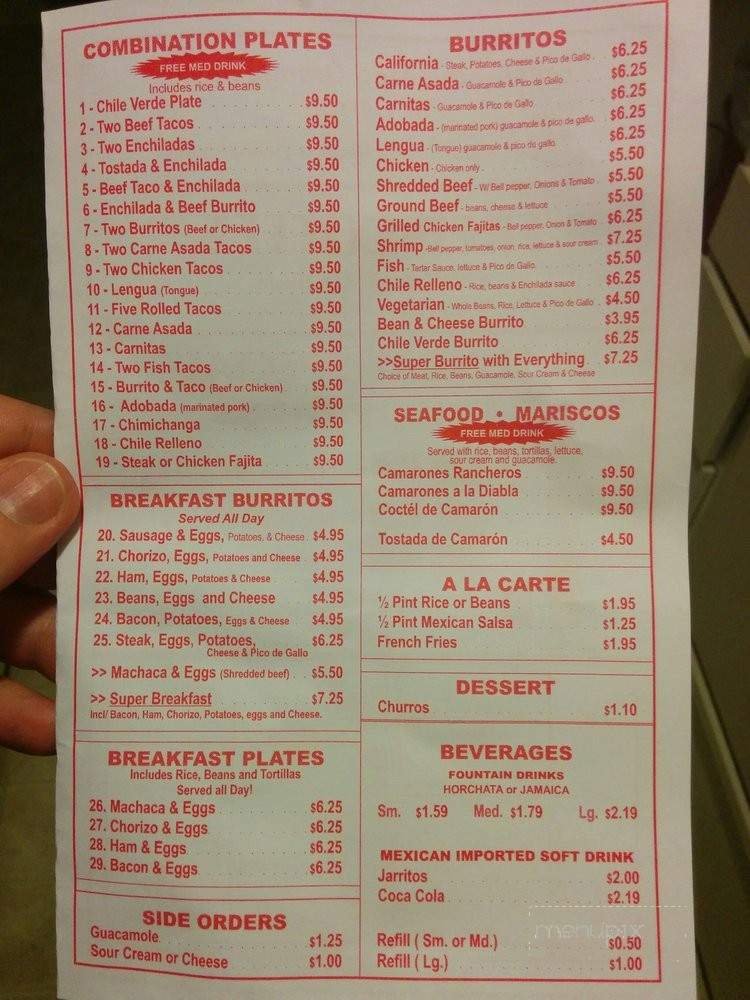 COMBINATION PLATES
FREE MED DRINK
Includes rice & beans
1 - Chile Verde Plate $9.50
2 - Two Beef Tacos $9.50
3 - Two Enchiladas $9.50
4 - Tostada & Enchilada $9.50
5 - Beef Taco & Enchilada $9.50
6 - Enchilada & Beef Burrito $9.50
7 - Two Burritos (Beef or Chicken) $9.50
8 - Two Carne Asada Tacos $9.50
9 - Two Chicken Tacos $9.50
10 - Lengua (Tongue) $9.50
11 - Five Rolled Tacos $9.50
12 - Carne Asada $9.50
13 - Carnitas $9.50
14 - Two Fish Tacos $9.50
15 - Burrito & Taco (Beef or Chicken) $9.50
16 - Adobada (marinated pork) $9.50
17 - Chimichanga $9.50
18 - Chile Relleno $9.50
19 - Steak or Chicken Fajita $9.50
BREAKFAST BURRITOS
Served All Day
20. Sausage & Eggs, Potatoes, & Cheese $4.95
21. Chorizo, Eggs, Potatoes and Cheese $4.95
22. Ham, Eggs, Potatoes & Cheese $4.95
23. Beans, Eggs and Cheese $4.95
24. Bacon, Potatoes, Eggs & Cheese $4.95
25. Steak, Eggs, Potatoes, $6.25
Cheese & Pico de Gallo
>> Machaca & Eggs (Shredded beef) $5.50
>> Super Breakfast $7.25
Incl/ Bacon, Ham, Chorizo, Potatoes, eggs and Cheese.
BREAKFAST PLATES
Includes Rice, Beans and Tortillas
Served all Day!
26. Machaca & Eggs $6.25
27. Chorizo & Eggs $6.25
28. Ham & Eggs $6.25
29. Bacon & Eggs $6.25
SIDE ORDERS
Guacamole $1.25
Sour Cream or Cheese $1.00
BURRITOS
California - Steak, Potatoes, Cheese & Pico de Gallo $6.25
Carne Asada - Guacamole & Pico de Gallo $6.25
Carnitas - Guacamole & Pico de Gallo $6.25
Adobada - (marinated pork) guacamole & pico de gallo. $6.25
Lengua - (Tongue) guacamole & pico de gallo $6.25
Chicken - Chicken only $5.50
Shredded Beef - W/ Bell pepper, Onions & Tomato $5.50
Ground Beef - beans, cheese & lettuce $5.50
Grilled Chicken Fajitas - Bell pepper, Onion & Tomato $6.25
Shrimp - Bell pepper, tomatoes, onion, rice, lettuce & sour cream $7.25
Fish - Tarter Sauce, lettuce & Pico de Gallo. $5.50
Chile Relleno - Rice, beans & Enchilada sauce $6.25
Vegetarian - Whole Beans, Rice, Lettuce & Pico de Gallo $4.50
Bean & Cheese Burrito $3.95
Chile Verde Burrito $6.25
>>Super Burrito with Everything $7.25
Choice of Meat, Rice, Beans, Guacamole, Sour Cream & Cheese
SEAFOOD • MARISCOS
FREE MED DRINK
Served with rice, beans, tortillas, lettuce,
sour cream and guacamole.
Camarones Rancheros $9.50
Camarones a la Diabla $9.50
Coctél de Camarón $9.50
Tostada de Camarón $4.50
A LA CARTE
½ Pint Rice or Beans $1.95
½ Pint Mexican Salsa $1.25
French Fries $1.95
DESSERT
Churros $1.10
BEVERAGES
FOUNTAIN DRINKS
HORCHATA or JAMAICA
Sm. $1.59 Med. $1.79 Lg. $2.19
MEXICAN IMPORTED SOFT DRINK
Jarritos $2.00
Coca Cola $2.19
Refill ( Sm. or Md.) $0.50
Refill ( Lg.) $1.00
menupix